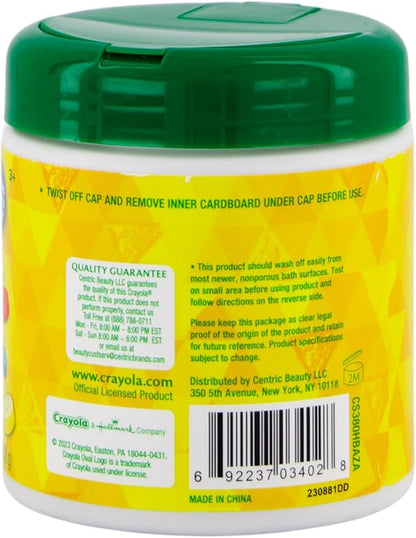 3+
* TWIST OFF CAP AND REMOVE INNER CARDBOARD UNDER CAP BEFORE USE.
QUALITY GUARANTEE
Centric Beauty LLC guarantees
the quality of this Crayola®
product. If this product does not
perform properly, contact us
Toll Free at (888) 788-0711
Mon - Fri, 8:00 AM - 8:00 PM EST
Sat - Sun, 8:00 AM - 6:00 PM EST
or email us at
beautycustserv@centricbrands.com
www.crayola.com
Official Licensed Product
Crayola
A Hallmark Company
© 2023 Crayola, Easton, PA 18044-0431.
Crayola Oval Logo is a trademark
of Crayola used under license.
* This product should wash off easily from
most newer, nonporous bath surfaces. Test
on small area before using product and
follow directions on the reverse side.
Please keep this package as clear legal
proof of the origin of the product and retain
for future reference. Product specifications
subject to change.
Distributed by Centric Beauty LLC
350 5th Avenue, New York, NY 10118
2M
CS380HBAZA
6 92237 03402 8
MADE IN CHINA
230881DD